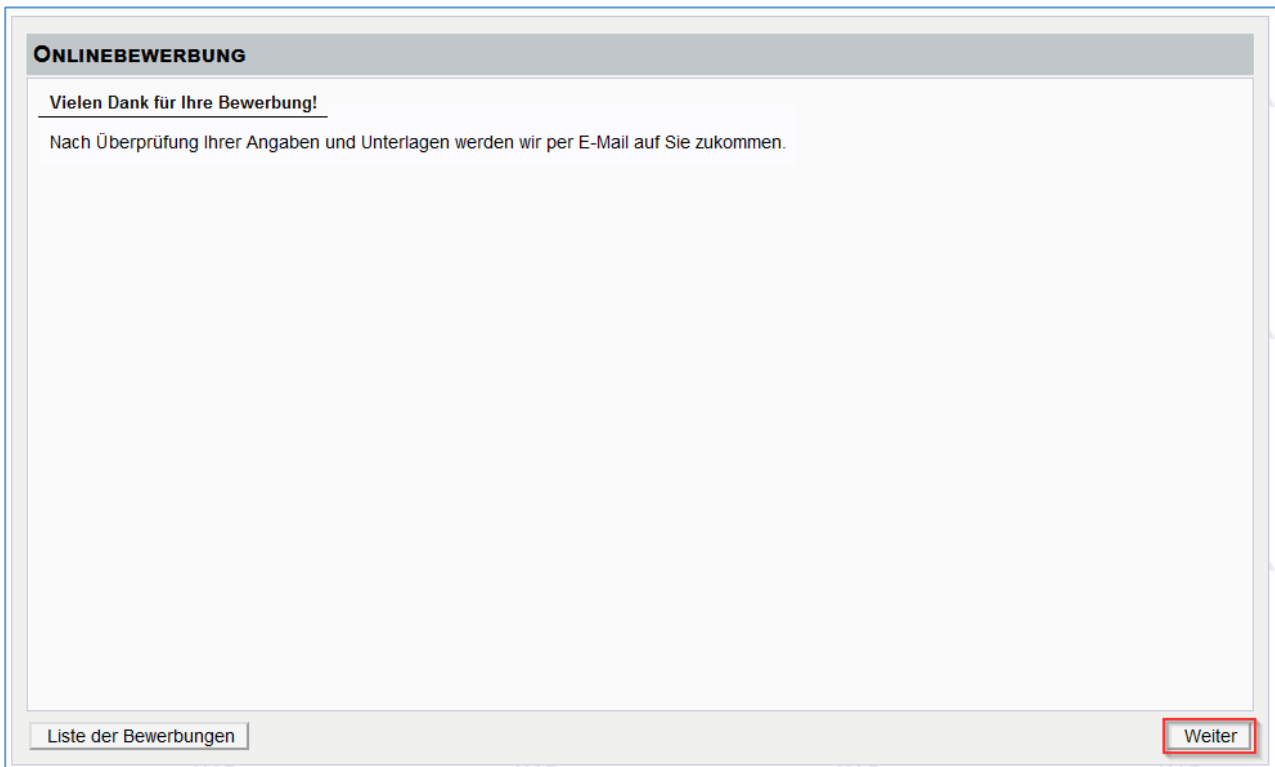 ONLINEBEWERBUNG
Vielen Dank für Ihre Bewerbung!
Nach Überprüfung Ihrer Angaben und Unterlagen werden wir per E-Mail auf Sie zukommen.
Liste der Bewerbungen
Weiter